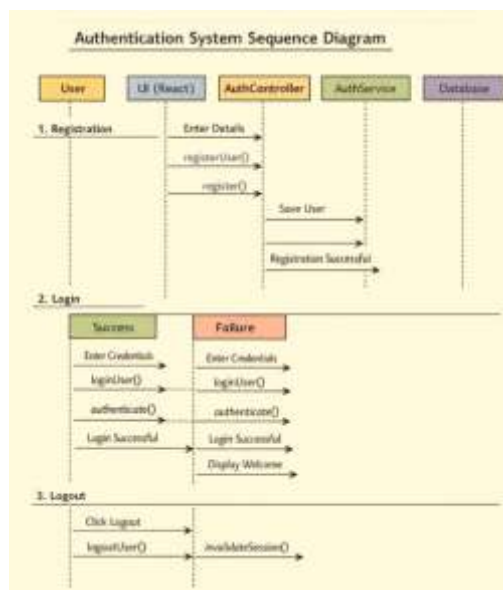 Authentication System Sequence Diagram
User UI (React) AuthController AuthService Database
1. Registration Enter Details
registerUser()
register()
Save User
Registration Successful
2. Login
Success Failure
Enter Credentials Enter Credentials
loginUser() loginUser()
authenticate() authenticate()
Login Successful Login Successful
Display Welcome
3. Logout
Click Logout
logoutUser() invalidateSession()